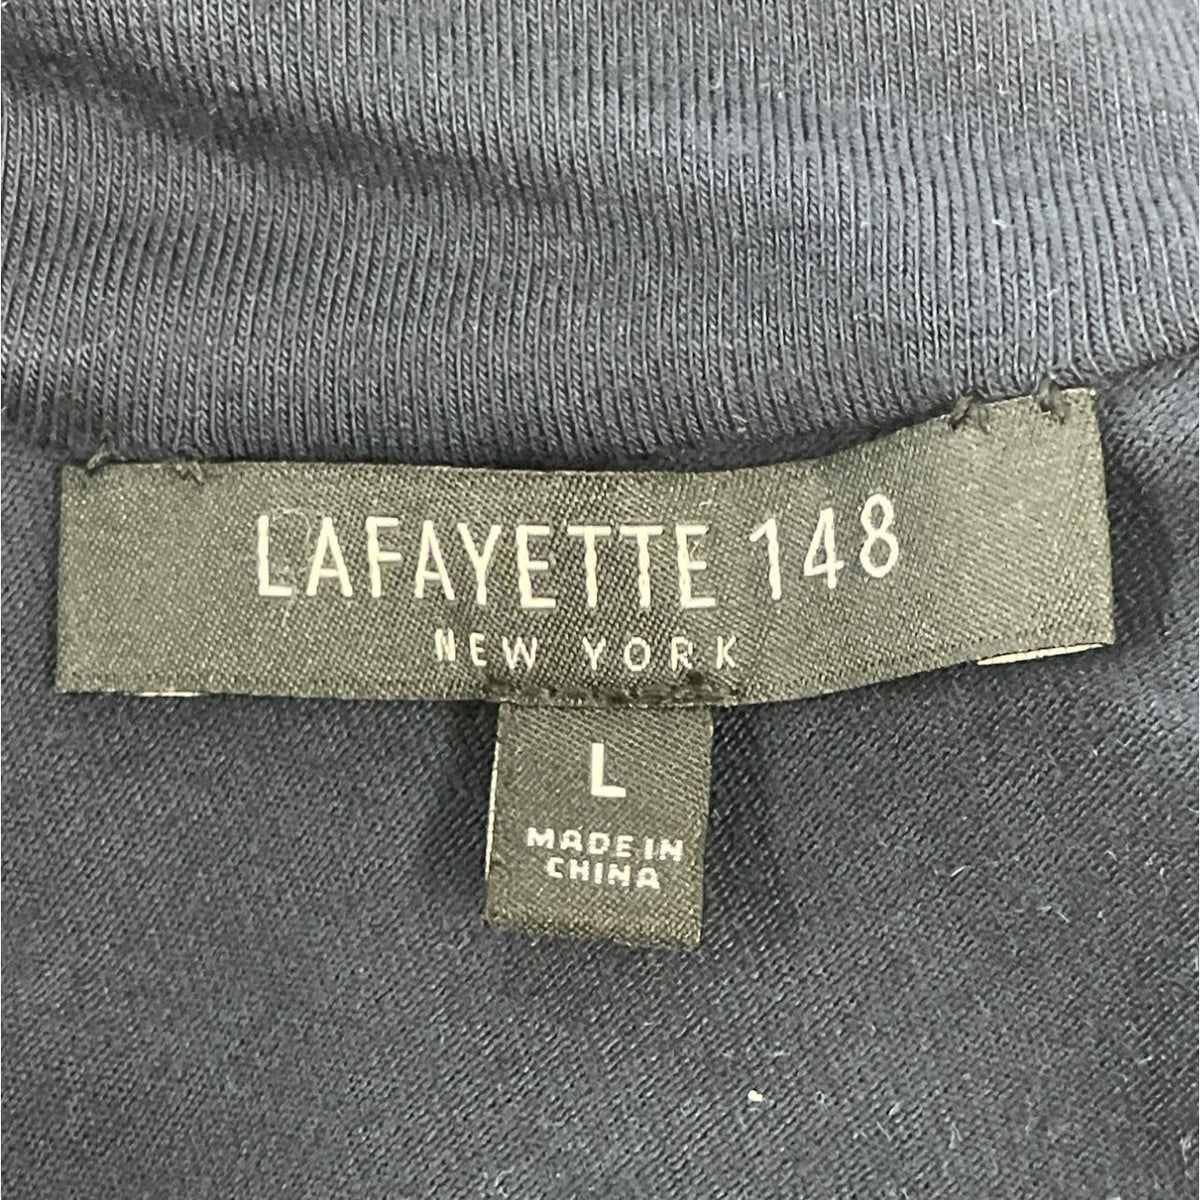 LAFAYETTE 148
NEW YORK
L
MADE IN
CHINA